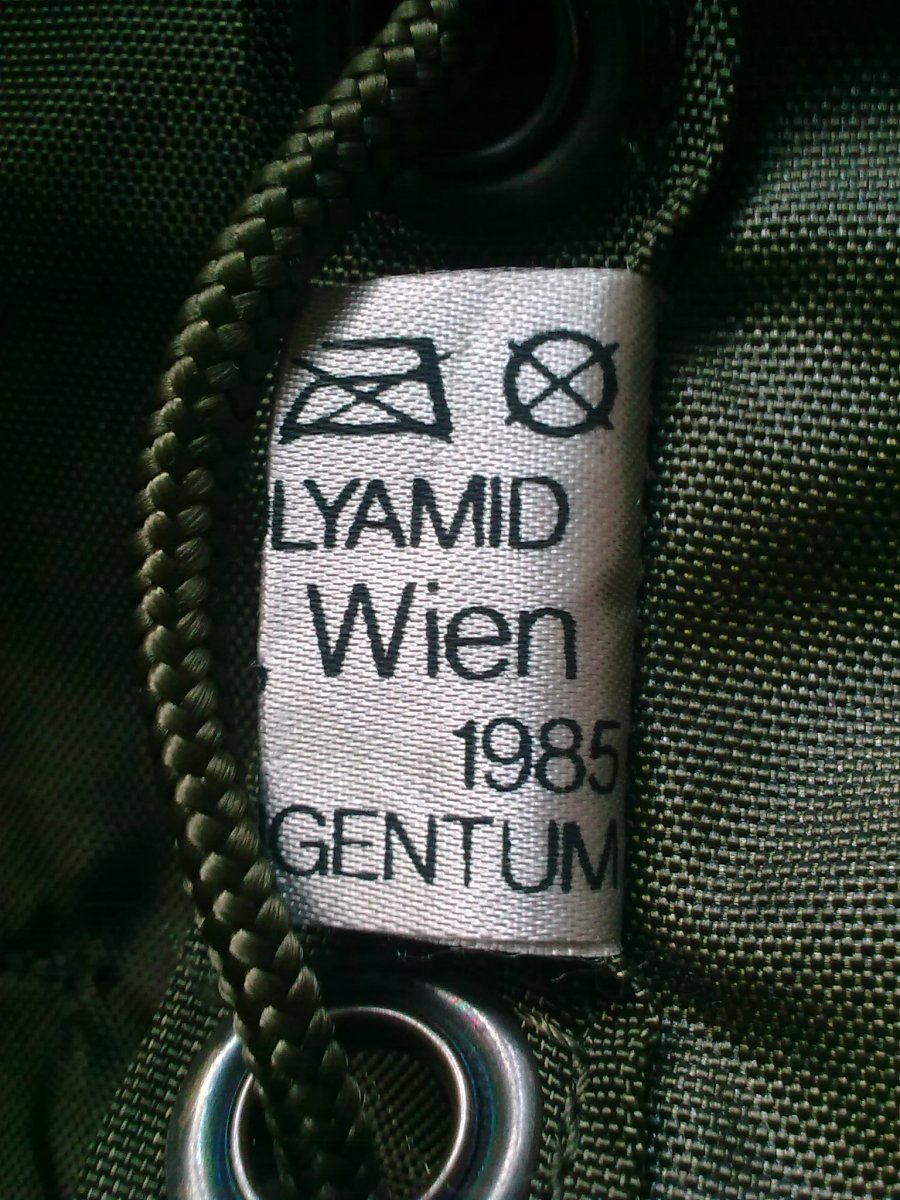 LYAMID
Wien
1985
GENTUM